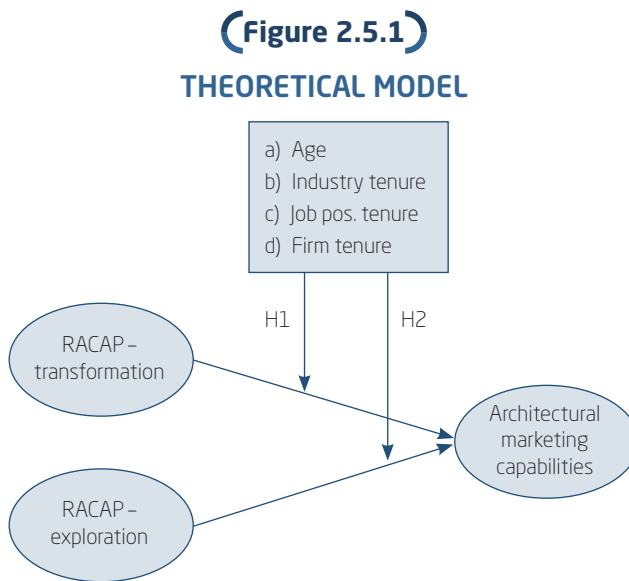 Figure 2.5.1
THEORETICAL MODEL
a) Age
b) Industry tenure
c) Job pos. tenure
d) Firm tenure
H1
H2
RACAP –
transformation
Architectural
marketing
capabilities
RACAP –
exploration